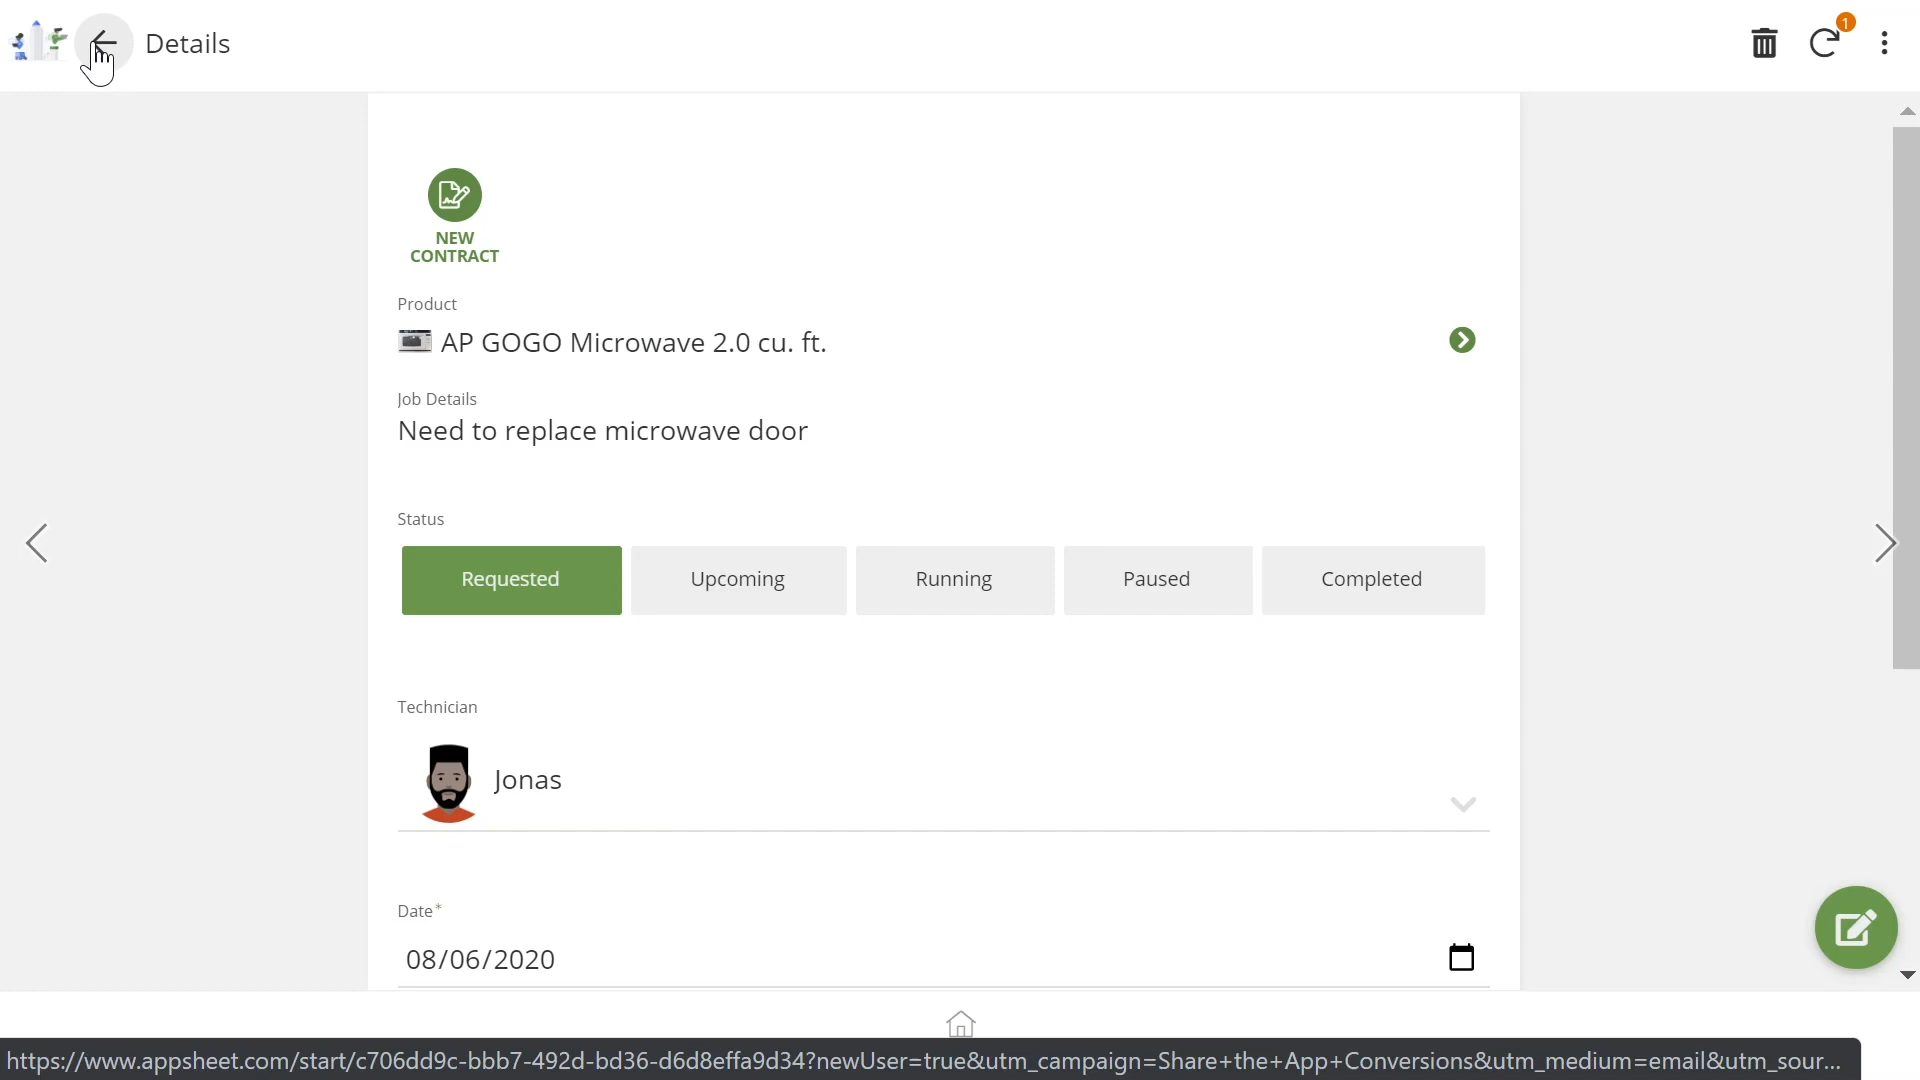 Details
1
NEW
CONTRACT
Product
AP GOGO Microwave 2.0 cu. ft.
Job Details
Need to replace microwave door
Status
Requested Upcoming Running Paused Completed
Technician
Jonas
Date*
08/06/2020
https://www.appsheet.com/start/c706dd9c-bbb7-492d-bd36-d6d8effa9d34?newUser=true&utm_campaign=Share+the+App+Conversions&utm_medium=email&utm_sour...